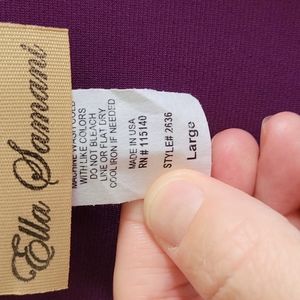 Ella Samani
MACHINE WASH COLD
WITH LIKE COLORS
DO NOT BLEACH
LINE OR FLAT DRY
COOL IRON IF NEEDED
MADE IN USA
RN # 115140
STYLE# 2636
Large